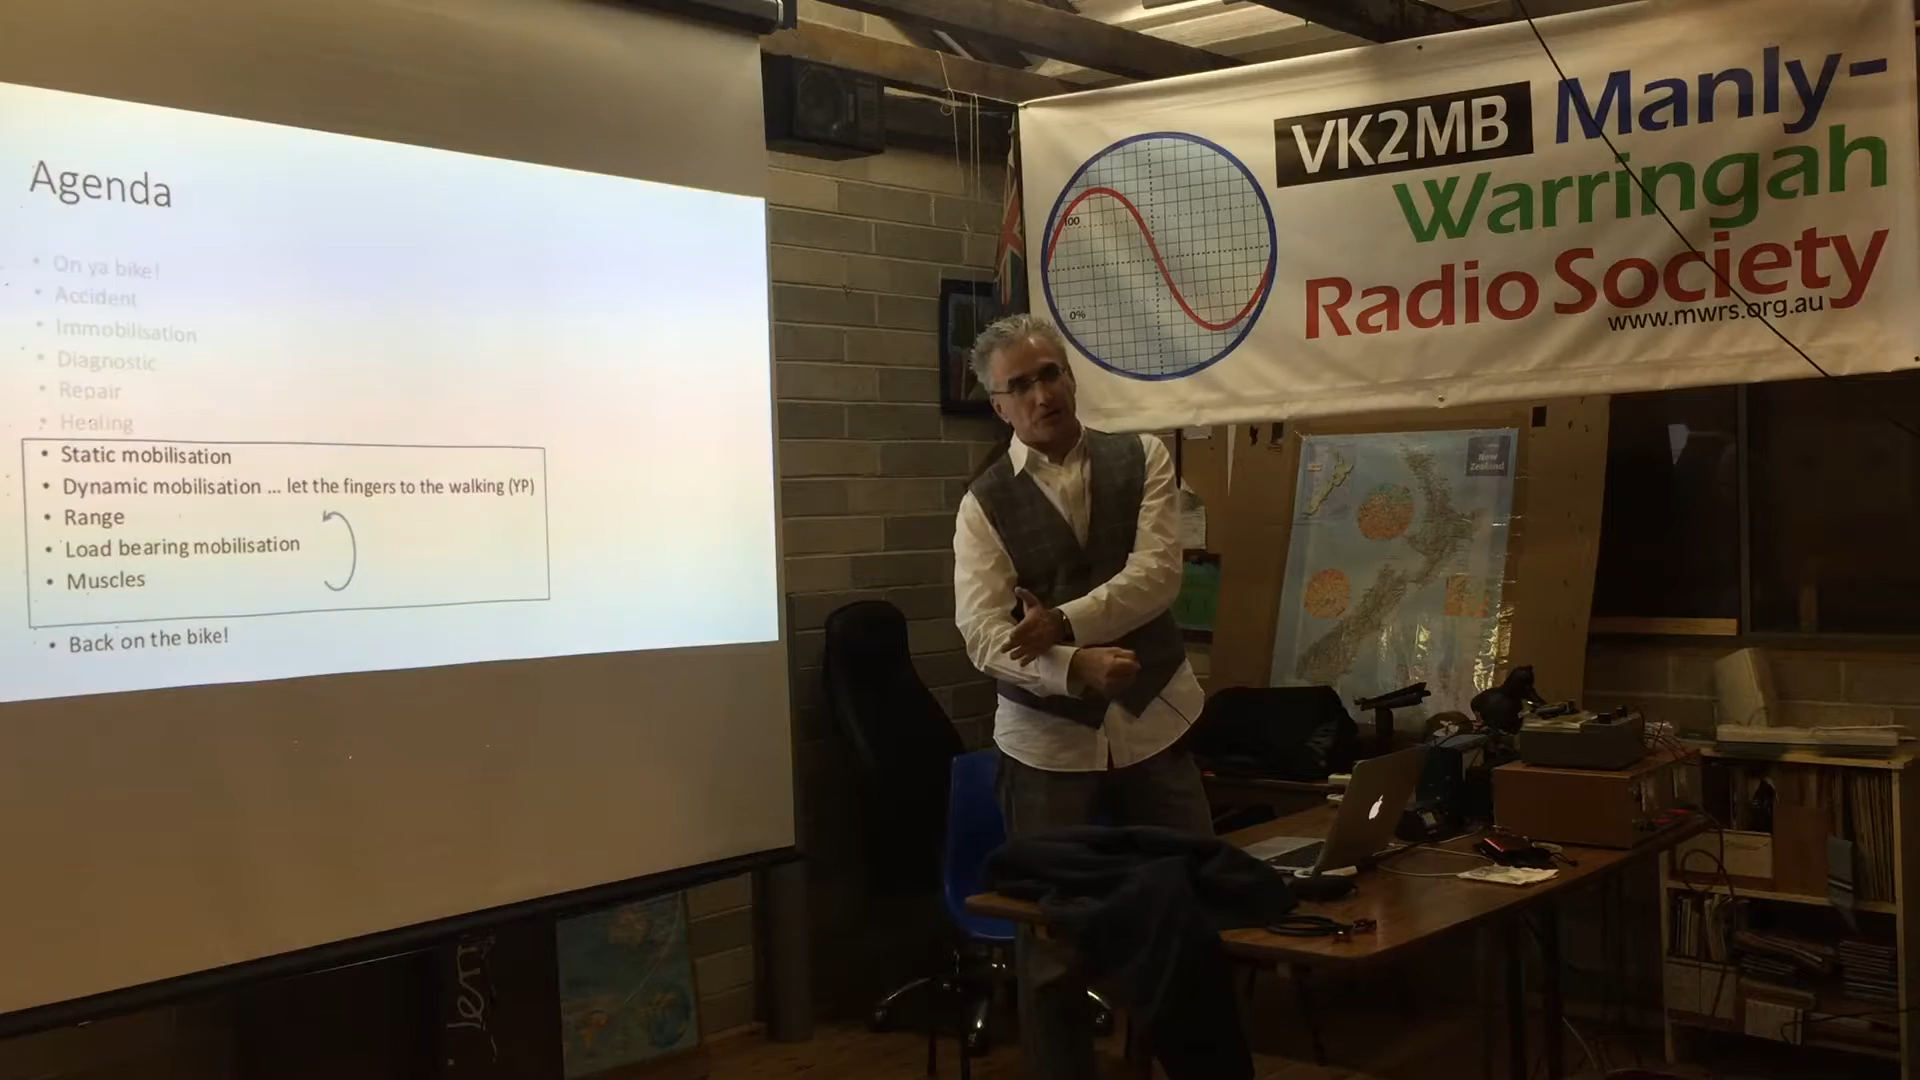 Agenda
• On ya bike!
• Accident
• Immobilisation
• Diagnostic
• Repair
• Healing
• Static mobilisation
• Dynamic mobilisation ... let the fingers to the walking (YP)
• Range
• Load bearing mobilisation
• Muscles
• Back on the bike!
VK2MB Manly-
Warringah
Radio Society
www.mwrs.org.au
100
0%
New
Zealand